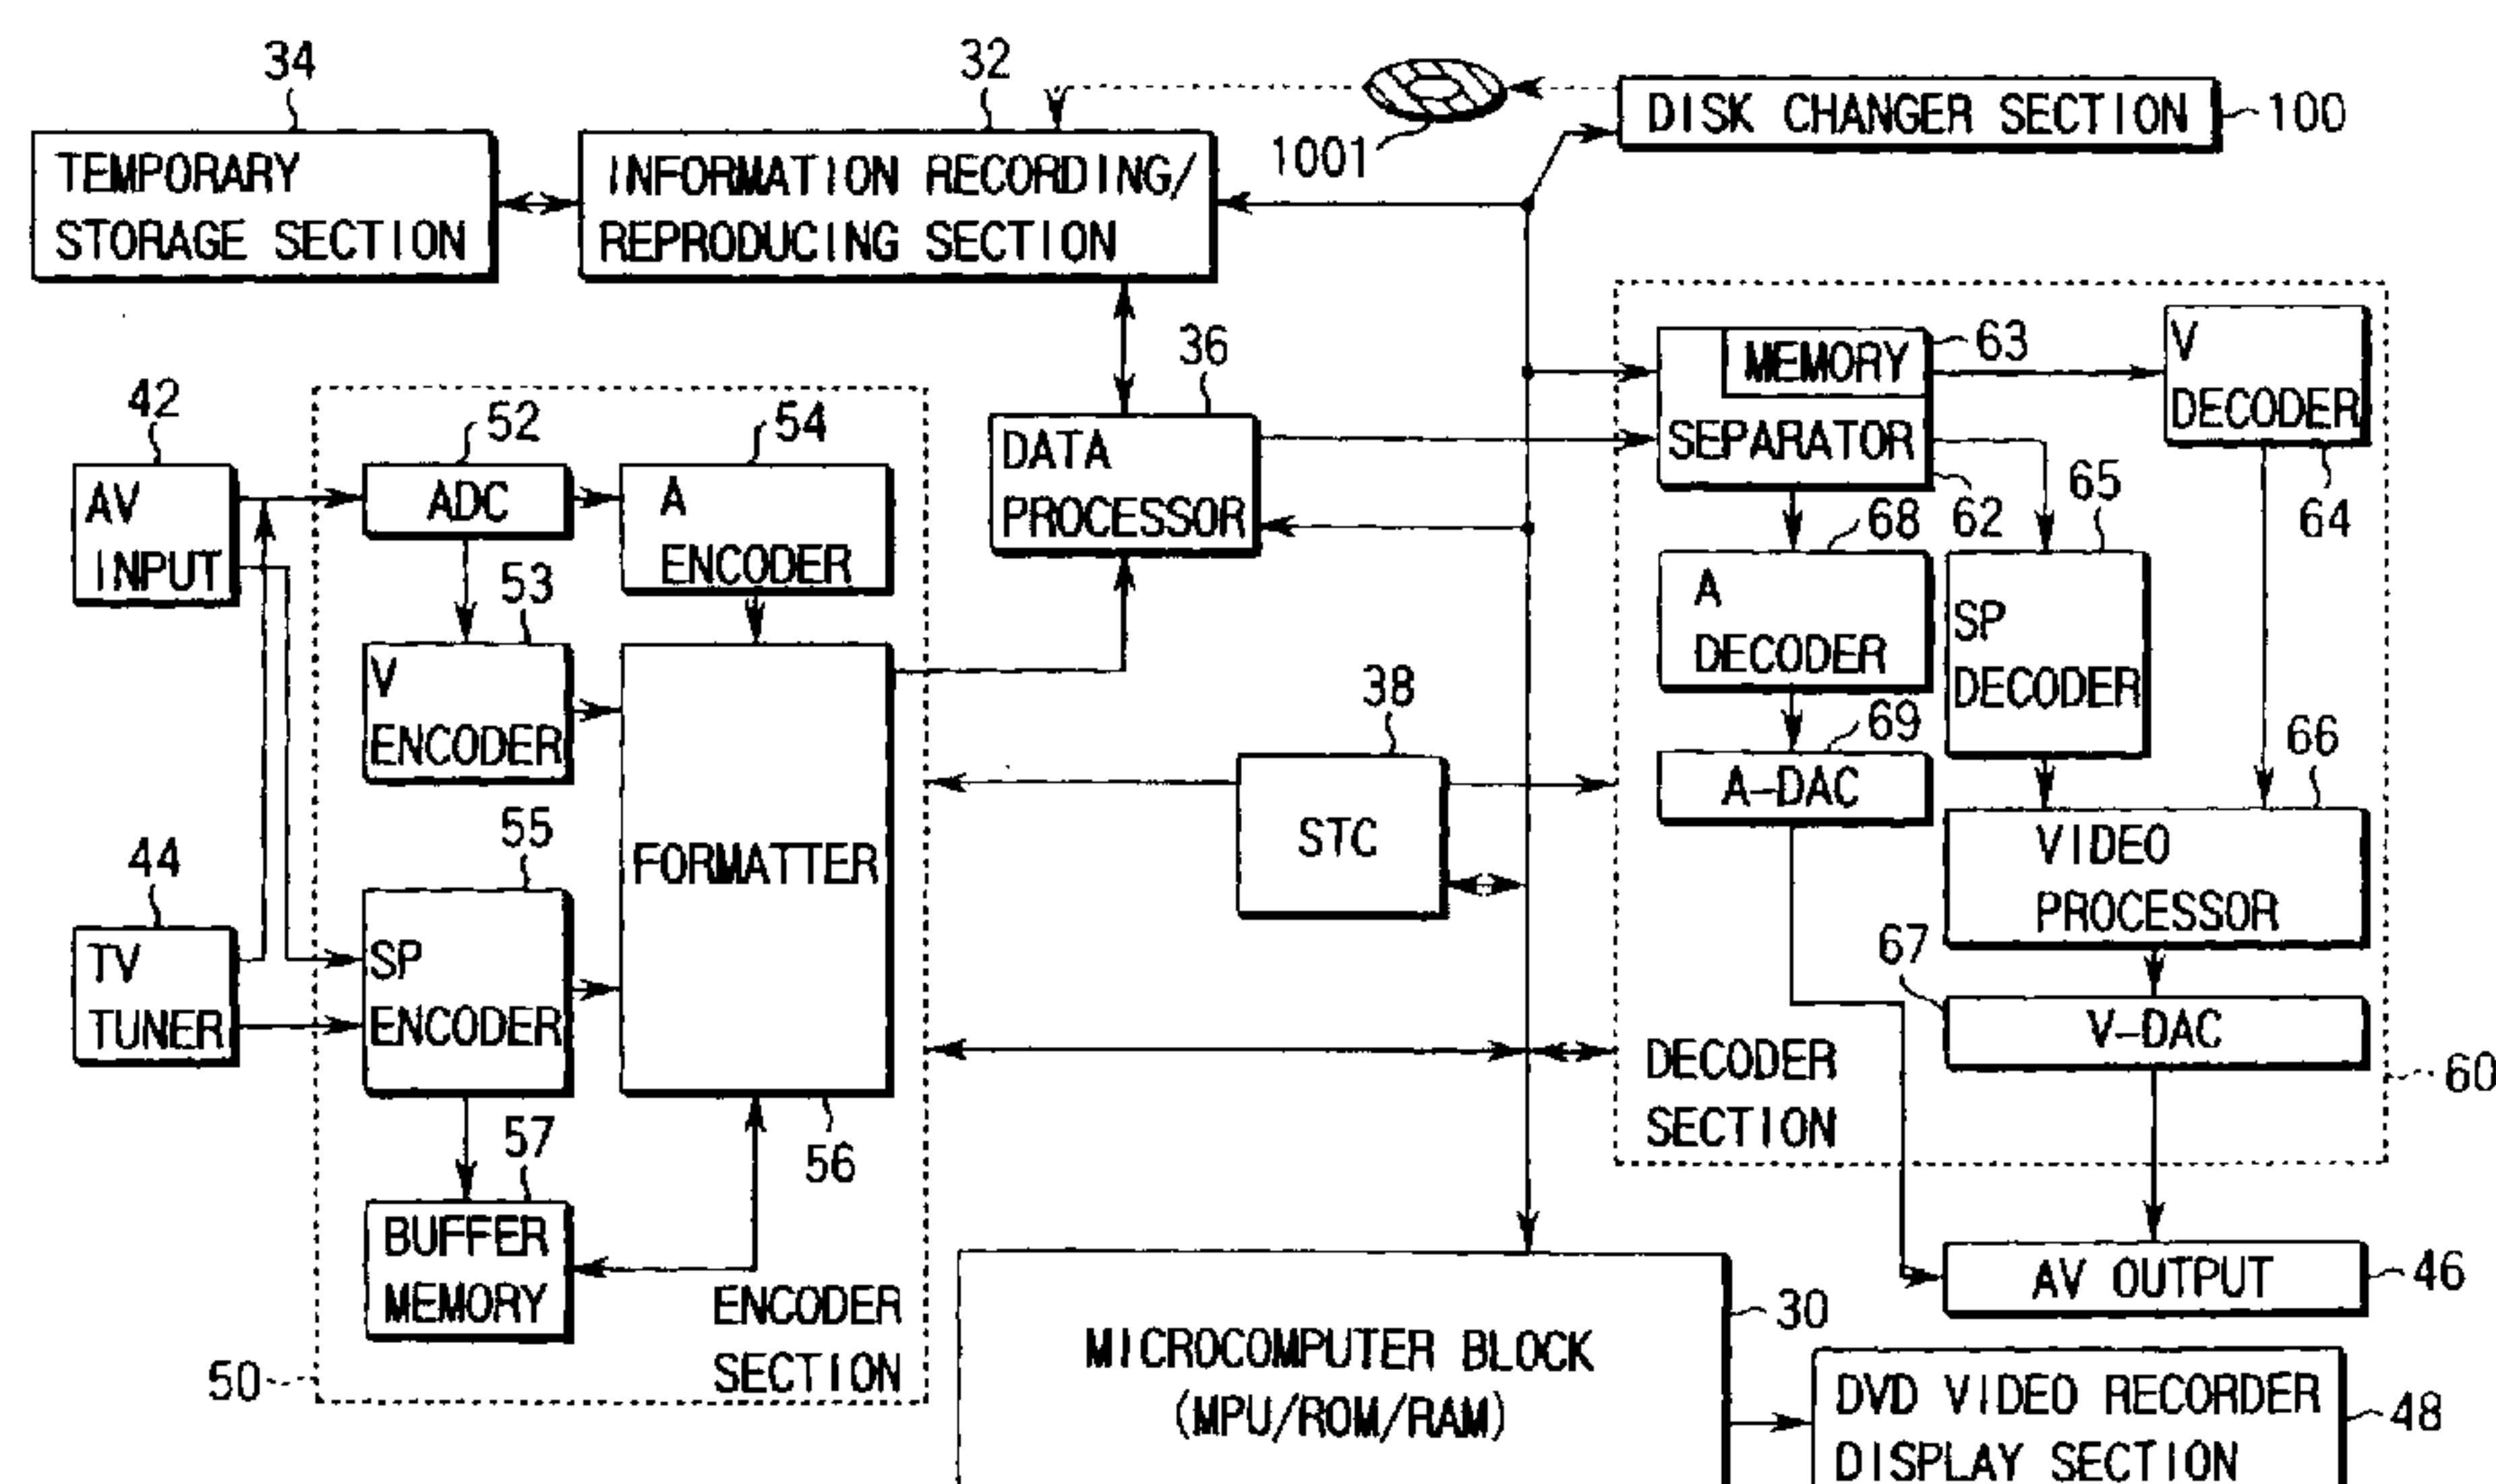 34
32
1001
DISK CHANGER SECTION
100
TEMPORARY
STORAGE SECTION
INFORMATION RECORDING/
REPRODUCING SECTION
42
52
54
36
AV
INPUT
ADC
A
ENCODER
DATA
PROCESSOR
MEMORY
63
SEPARATOR
62
V
DECODER
64
65
68
53
V
ENCODER
A
DECODER
SP
DECODER
38
69
66
A-DAC
STC
FORMATTER
VIDEO
PROCESSOR
44
55
TV
TUNER
SP
ENCODER
67
V-DAC
DECODER
SECTION
60
57
56
BUFFER
MEMORY
ENCODER
SECTION
50
AV OUTPUT
46
MICROCOMPUTER BLOCK
(MPU/ROM/RAM)
30
DVD VIDEO RECORDER
DISPLAY SECTION
48